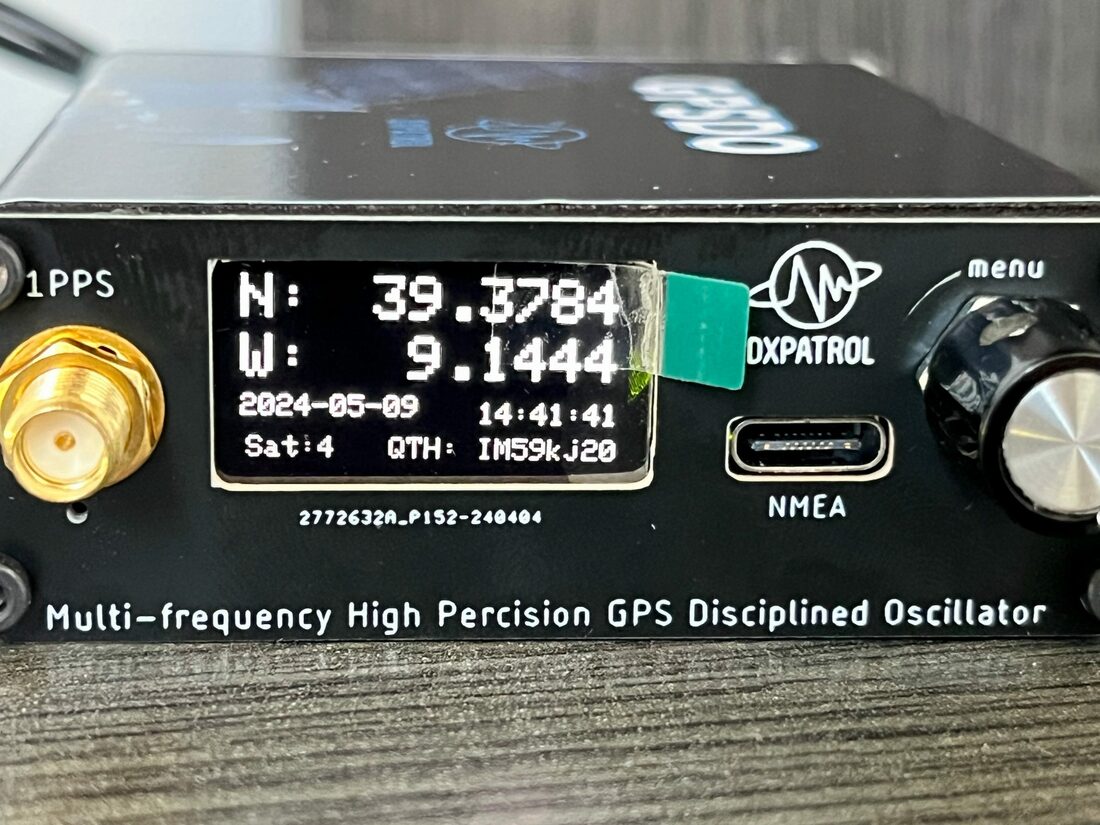 GPSDO
1PPS
N: 39.3784
W: 9.1444
2024-05-09 14:41:41
Sat:4 QTH: IM59kj20
2772632A_P152-240404
DXPATROL
menu
NMEA
Multi-frequency High Percision GPS Disciplined Oscillator